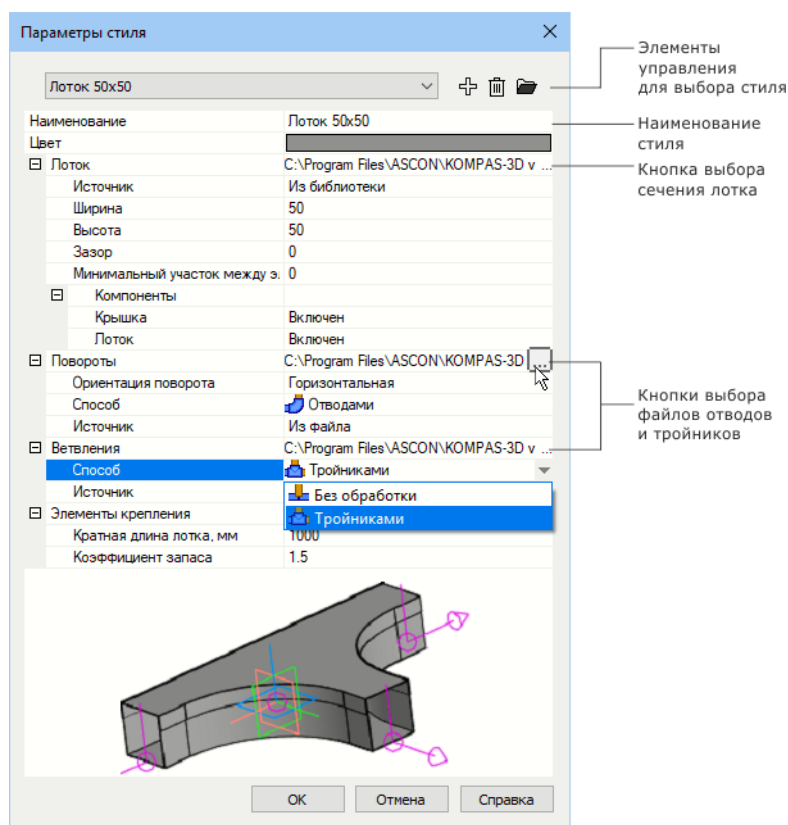 Параметры стиля
Элементы
управления
для выбора стиля
Лоток 50x50
Наименование Лоток 50x50
Наименование
стиля
Цвет
Лоток C:\Program Files\ASCON\KOMPAS-3D v ...
Кнопка выбора
сечения лотка
Источник Из библиотеки
Ширина 50
Высота 50
Зазор 0
Минимальный участок между э. 0
Компоненты
Крышка Включен
Лоток Включен
Повороты C:\Program Files\ASCON\KOMPAS-3D ...
Ориентация поворота Горизонтальная
Способ Отводами
Кнопки выбора
файлов отводов
и тройников
Источник Из файла
Ветвления C:\Program Files\ASCON\KOMPAS-3D v ...
Способ Тройниками
Источник
Без обработки
Элементы крепления
Тройниками
Кратная длина лотка, мм 1000
Коэффициент запаса 1.5
ОК Отмена Справка